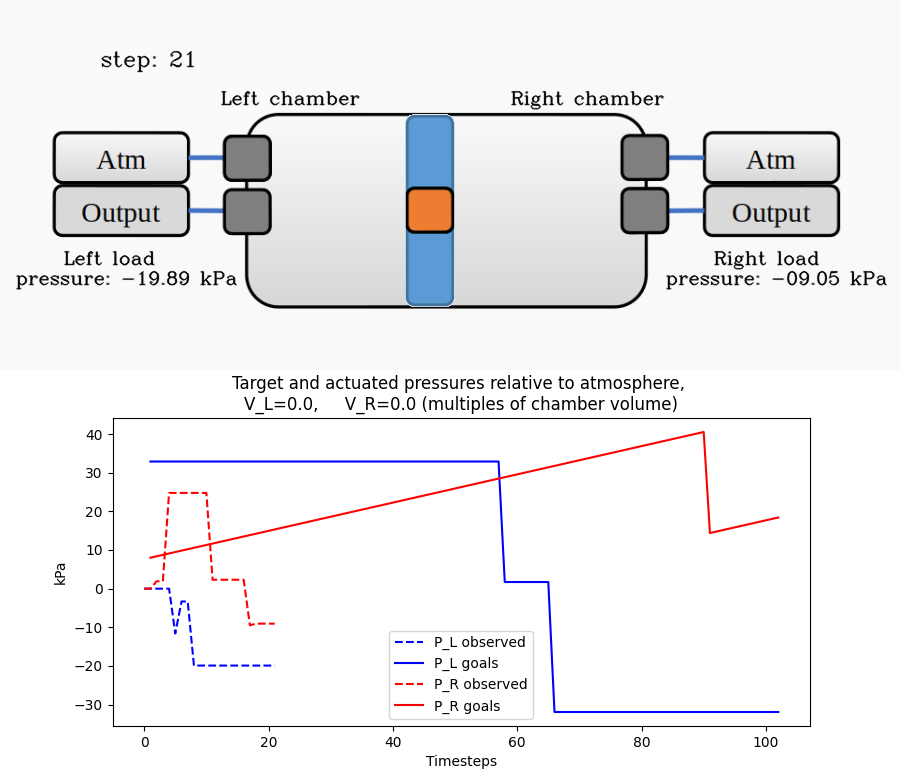 step: 21
Left chamber
Right chamber
Atm
Atm
Output
Output
Left load
pressure: −19.89 kPa
Right load
pressure: −09.05 kPa
Target and actuated pressures relative to atmosphere,
V_L=0.0,     V_R=0.0 (multiples of chamber volume)
40
30
20
10
0
−10
−20
−30
kPa
P_L observed
P_L goals
P_R observed
P_R goals
0 20 40 60 80 100
Timesteps